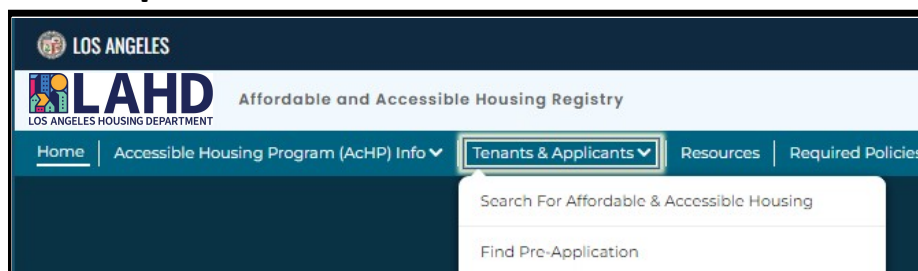 LOS ANGELES
LAHD
LOS ANGELES HOUSING DEPARTMENT
Affordable and Accessible Housing Registry
Home Accessible Housing Program (AcHP) Info Tenants & Applicants Resources Required Policies
Search For Affordable & Accessible Housing
Find Pre-Application